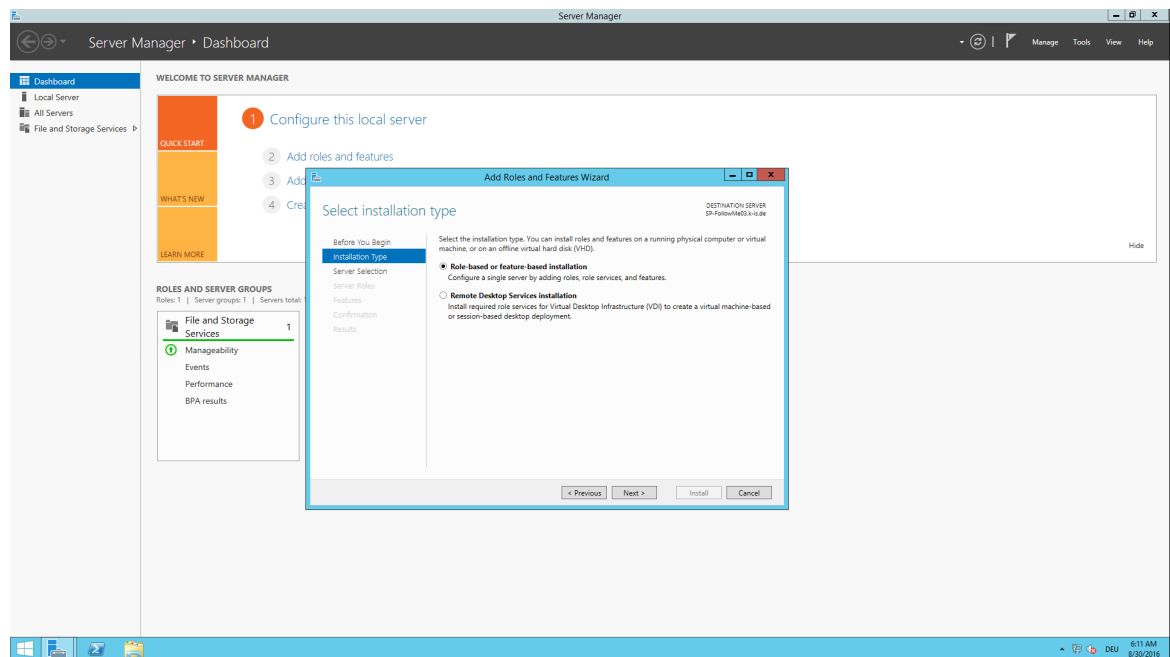 Server Manager
Server Manager • Dashboard
Manage Tools View Help
Dashboard
Local Server
All Servers
File and Storage Services
WELCOME TO SERVER MANAGER
QUICK START
WHAT'S NEW
LEARN MORE
1 Configure this local server
2 Add roles and features
3 Add
4 Crea
Hide
ROLES AND SERVER GROUPS
Roles: 1 | Server groups: 1 | Servers total: 1
File and Storage
Services
1
Manageability
Events
Performance
BPA results
Add Roles and Features Wizard
Select installation type
DESTINATION SERVER
SP-FollowMe03.k-is.de
Before You Begin
Installation Type
Server Selection
Server Roles
Features
Confirmation
Results
Select the installation type. You can install roles and features on a running physical computer or virtual
machine, or on an offline virtual hard disk (VHD).
Role-based or feature-based installation
Configure a single server by adding roles, role services, and features.
Remote Desktop Services installation
Install required role services for Virtual Desktop Infrastructure (VDI) to create a virtual machine-based
or session-based desktop deployment.
< Previous Next > Install Cancel
DEU
6:11 AM
8/30/2016